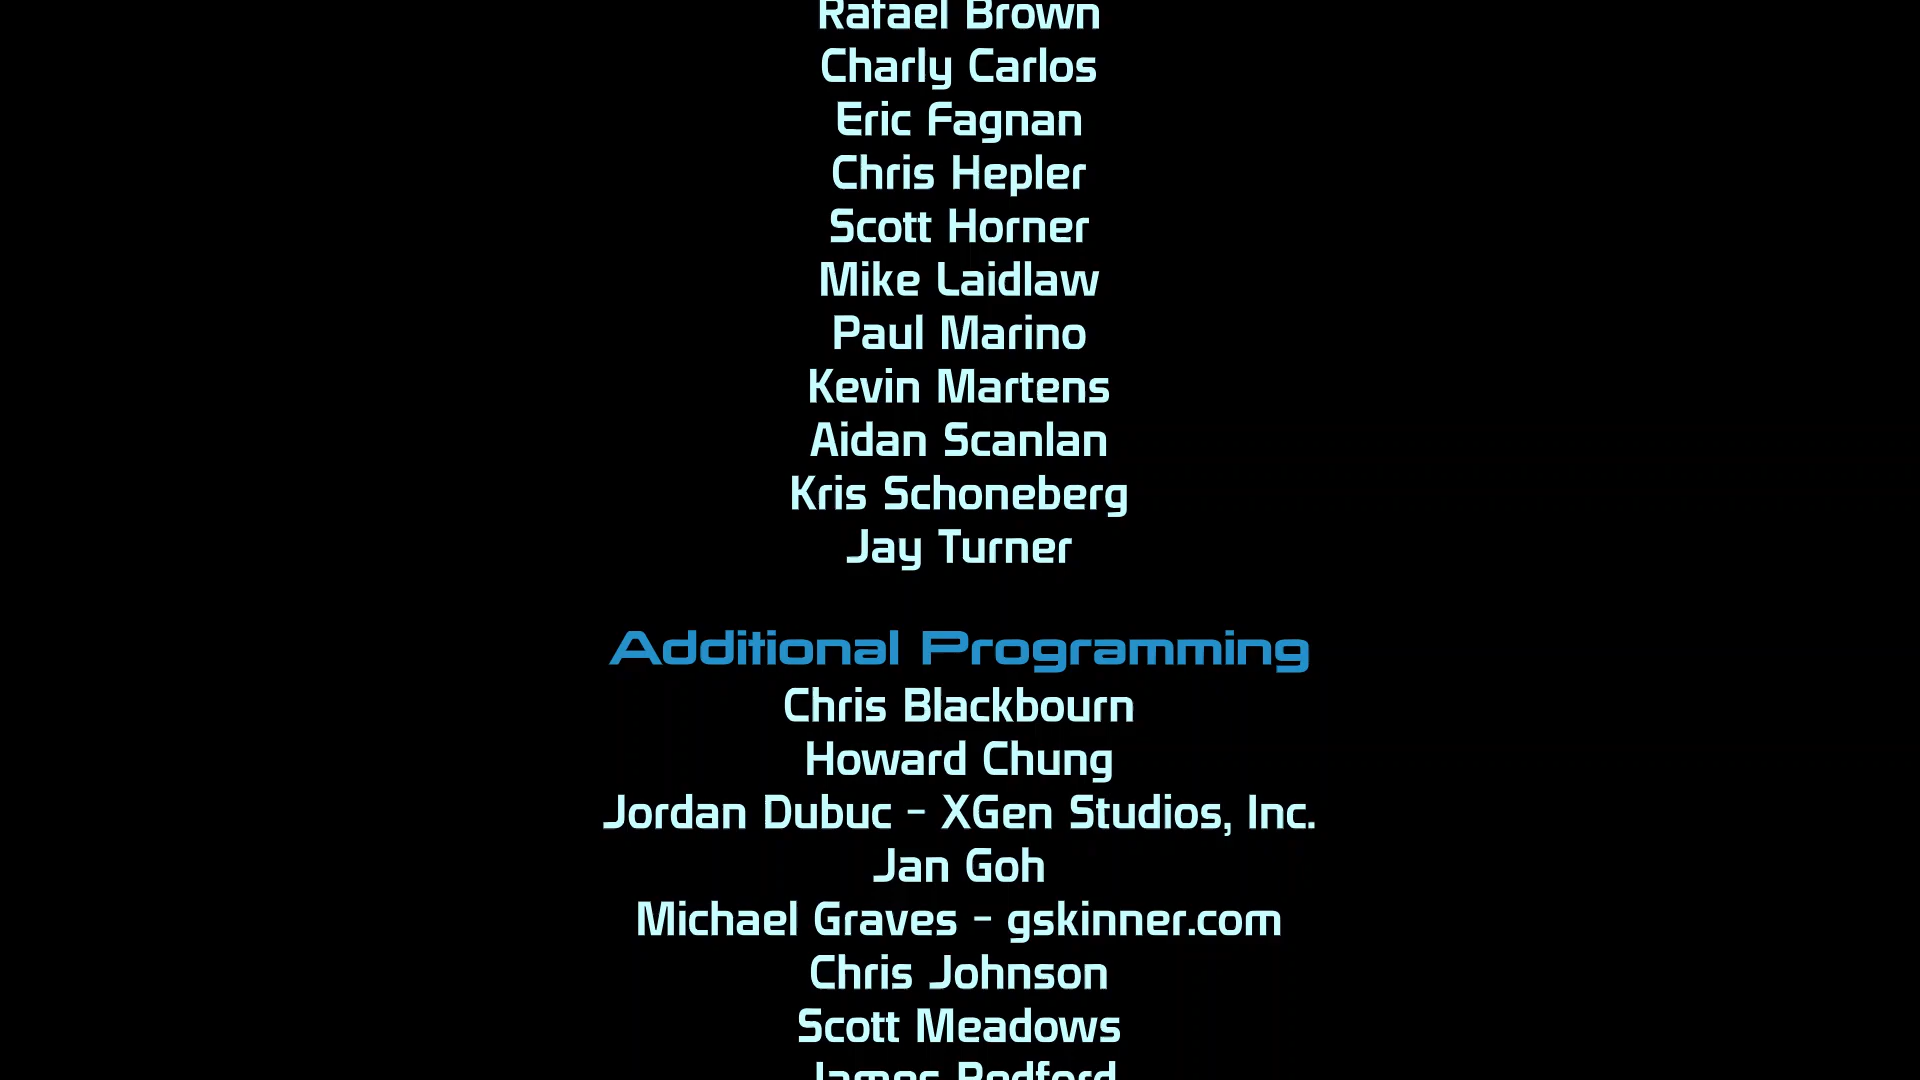 Rafael Brown
Charly Carlos
Eric Fagnan
Chris Hepler
Scott Horner
Mike Laidlaw
Paul Marino
Kevin Martens
Aidan Scanlan
Kris Schoneberg
Jay Turner
Additional Programming
Chris Blackbourn
Howard Chung
Jordan Dubuc - XGen Studios, Inc.
Jan Goh
Michael Graves - gskinner.com
Chris Johnson
Scott Meadows
James Redford